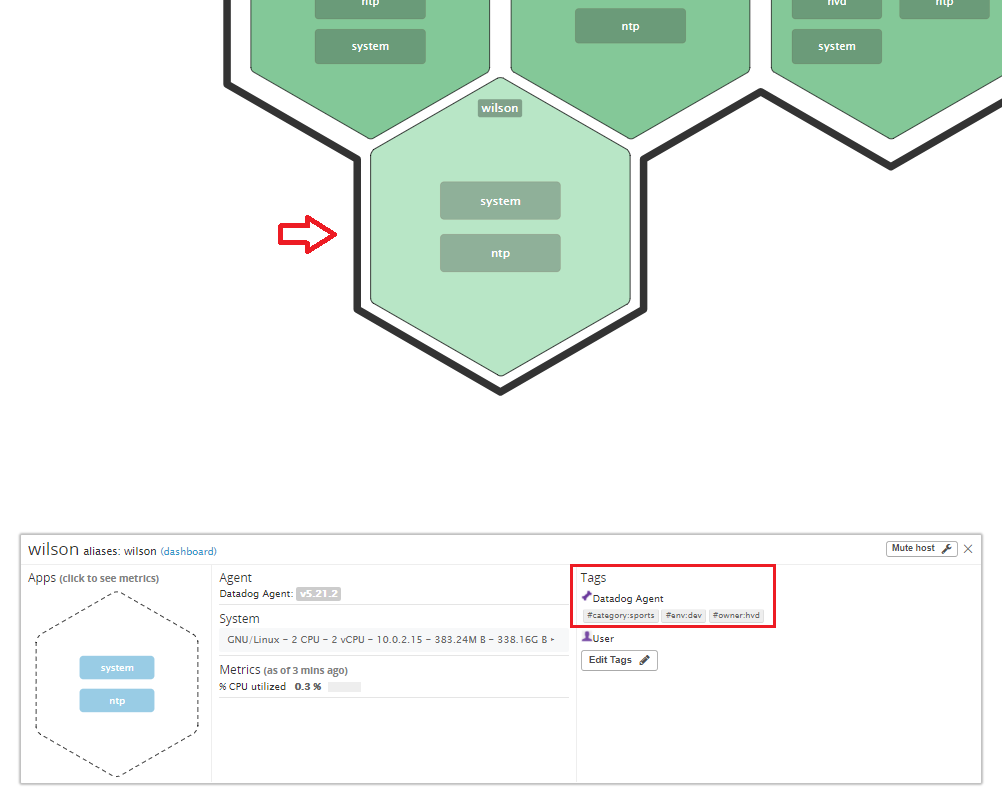 ntp
system
ntp
hvd
ntp
system
wilson
system
ntp
wilson aliases: wilson (dashboard)
Mute host
Apps (click to see metrics)
system
ntp
Agent
Datadog Agent: v5.21.2
System
GNU/Linux - 2 CPU - 2 vCPU - 10.0.2.15 - 383.24M B - 338.16G B
Metrics (as of 3 mins ago)
% CPU utilized 0.3 %
Tags
Datadog Agent
#category:sports #env:dev #owner:hvd
User
Edit Tags